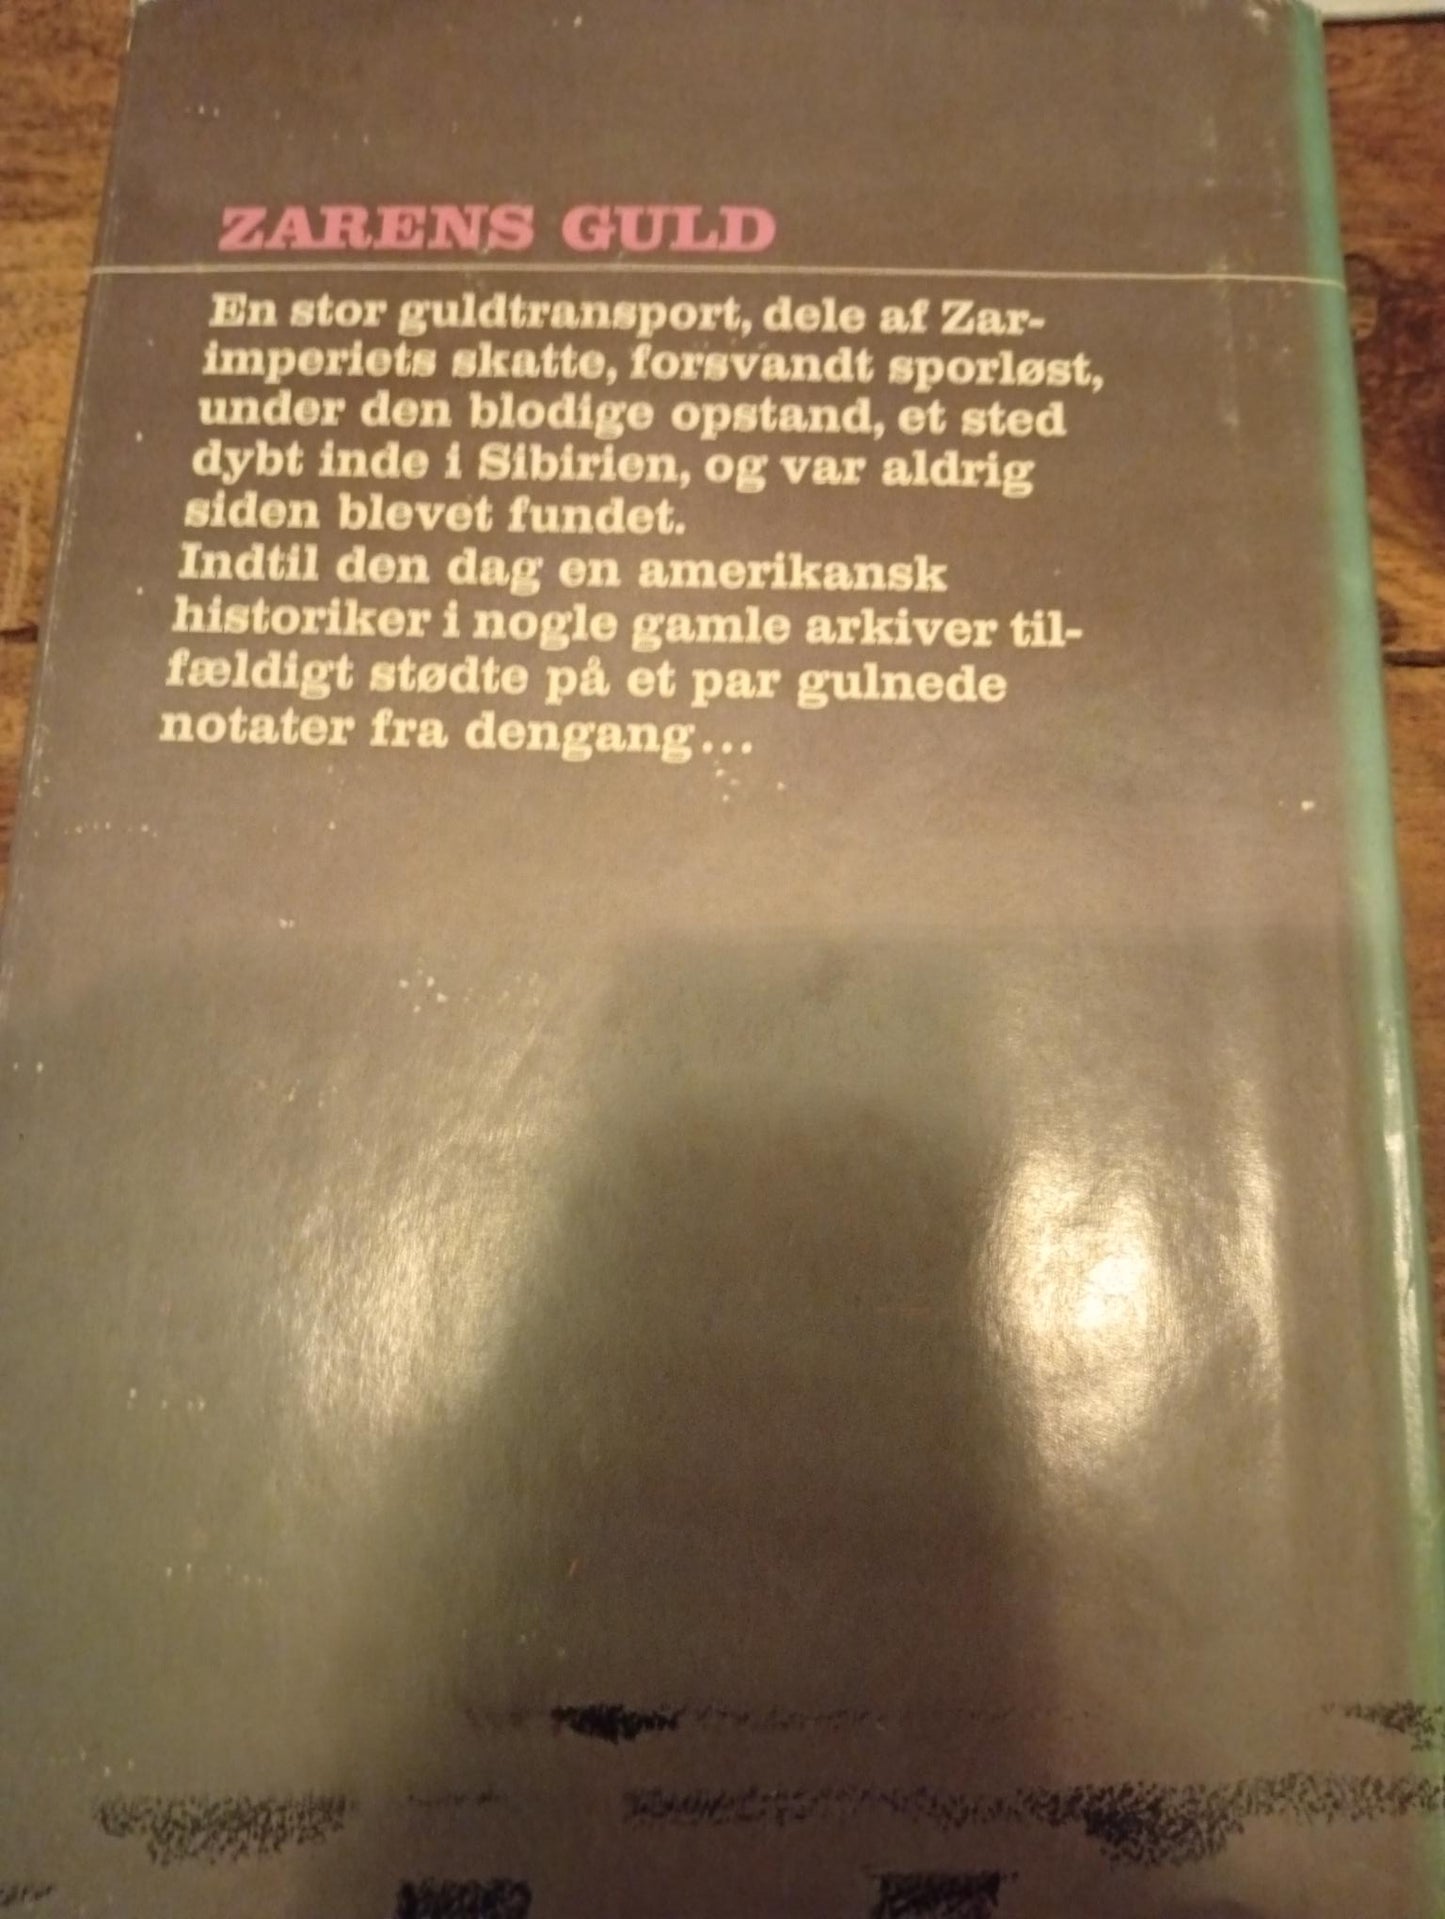 ZARENS GULD
En stor guldtransport, dele af Zar-
imperiets skatte, forsvandt sporløst,
under den blodige opstand, et sted
dybt inde i Sibirien, og var aldrig
siden blevet fundet.
Indtil den dag en amerikansk
historiker i nogle gamle arkiver til-
fældigt stødte på et par gulnede
notater fra dengang...